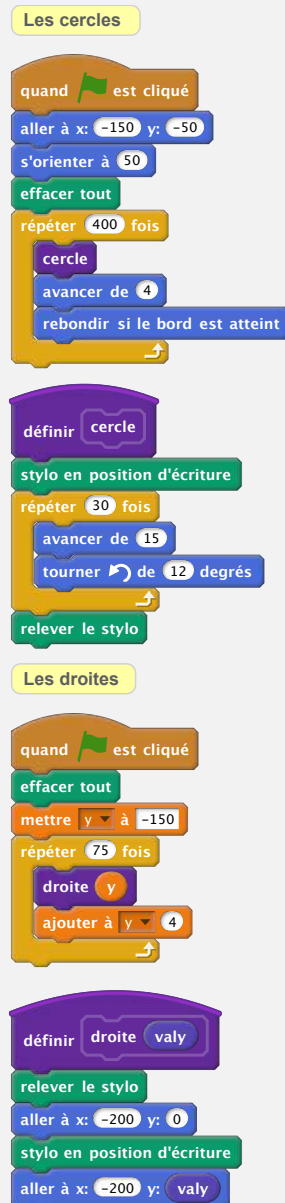 Les cercles
quand est cliqué
aller à x: -150 y: -50
s'orienter à 50
effacer tout
répéter 400 fois
cercle
avancer de 4
rebondir si le bord est atteint
définir cercle
stylo en position d'écriture
répéter 30 fois
avancer de 15
tourner de 12 degrés
relever le stylo
Les droites
quand est cliqué
effacer tout
mettre y à -150
répéter 75 fois
droite y
ajouter à y 4
définir droite valy
relever le stylo
aller à x: -200 y: 0
stylo en position d'écriture
aller à x: -200 y: valy